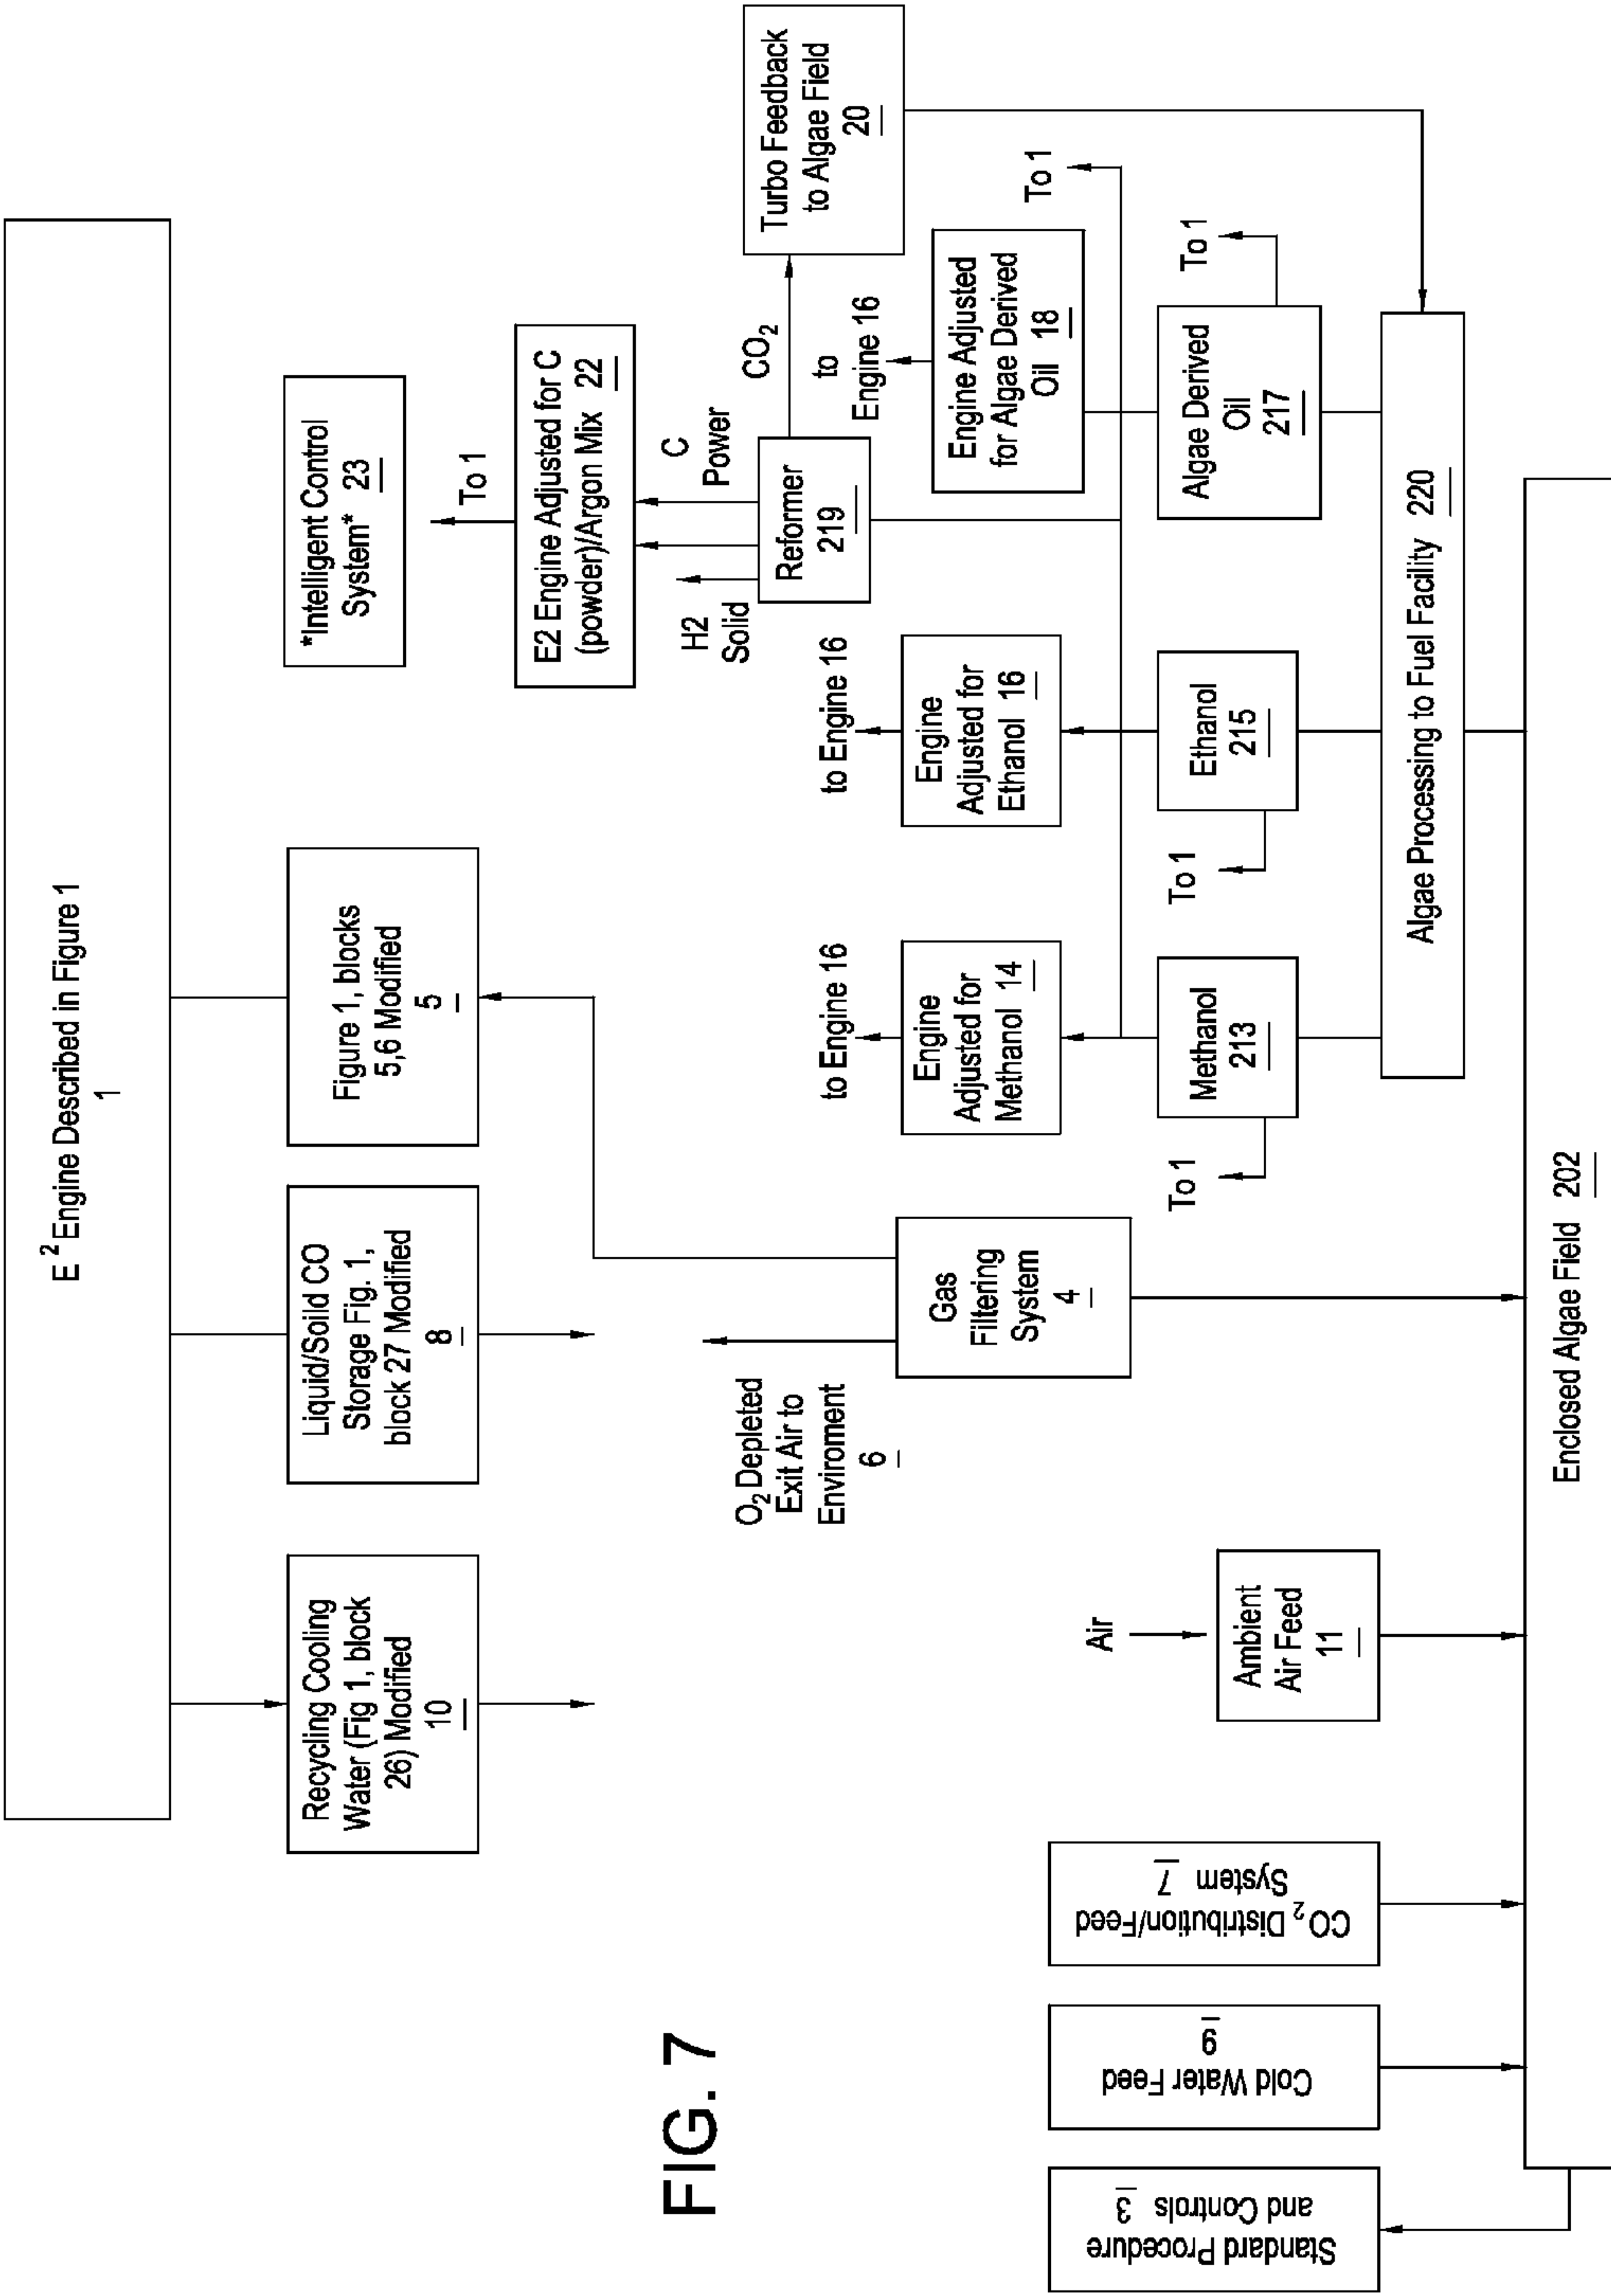 E² Engine Described in Figure 1
1
Recycling Cooling
Water (Fig 1, block
26) Modified
10
Liquid/Solid CO
Storage Fig. 1,
block 27 Modified
8
Figure 1, blocks
5,6 Modified
5
*Intelligent Control
System* 23
To 1
E2 Engine Adjusted for C
(powder)/Argon Mix 22
H2
Solid
C
Power
Reformer
219
CO₂
Turbo Feedback
to Algae Field
20
O₂ Depleted
Exit Air to
Enviroment
6
Gas
Filtering
System
4
to Engine 16
Engine
Adjusted for
Methanol 14
to Engine 16
Engine
Adjusted for
Ethanol 16
to
Engine 16
Engine Adjusted
for Algae Derived
Oil 18
To 1
To 1
Methanol
213
To 1
Ethanol
215
Algae Derived
Oil
217
To 1
Algae Processing to Fuel Facility 220
Air
Ambient
Air Feed
11
CO₂ Distribution/Feed
System 7
Cold Water Feed
9
Standard Procedure
and Controls 3
Enclosed Algae Field 202
FIG. 7